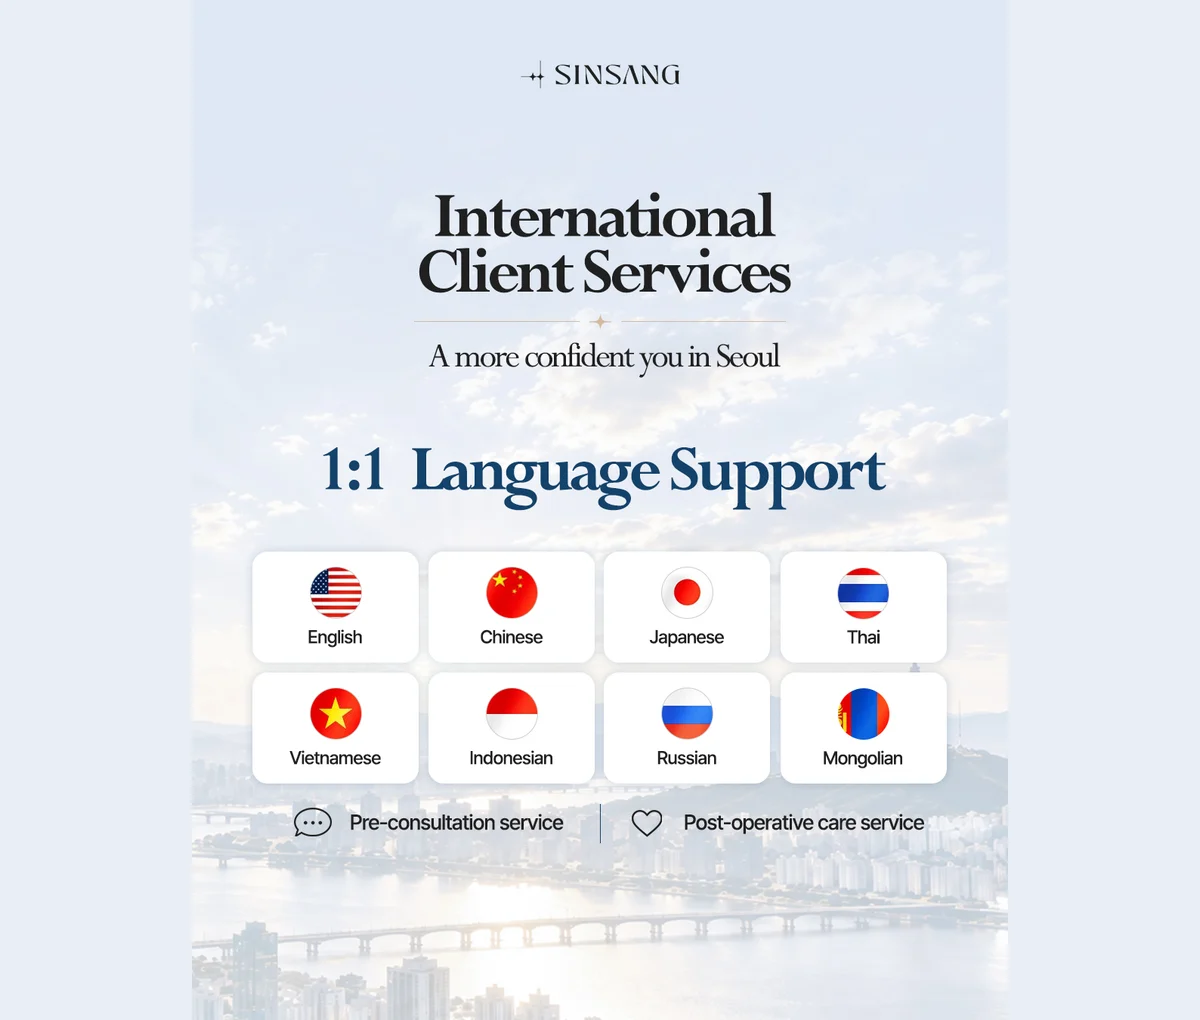 SINSANG
International
Client Services
A more confident you in Seoul
1:1 Language Support
English
Chinese
Japanese
Thai
Vietnamese
Indonesian
Russian
Mongolian
Pre-consultation service
Post-operative care service